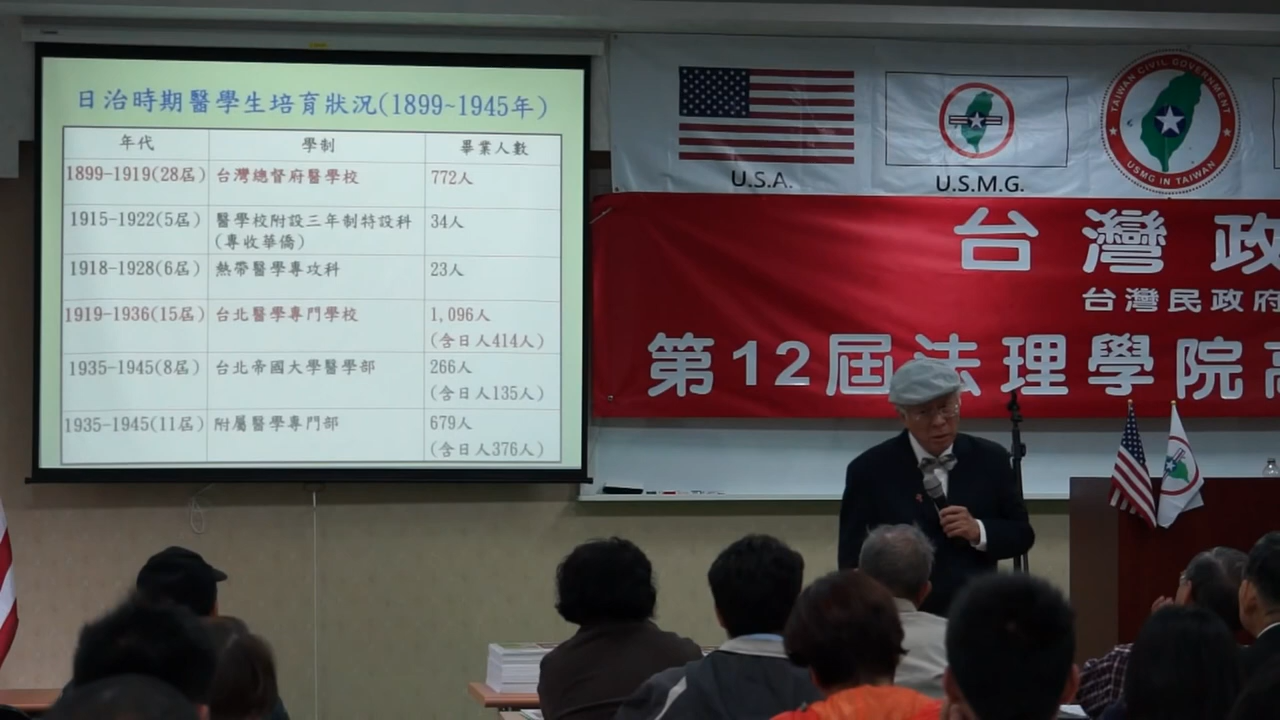 日治時期醫學生培育狀況(1899~1945年)
年代 學制 畢業人數
1899-1919(28屆) 台灣總督府醫學校 772人
1915-1922(5屆) 醫學校附設三年制特設科 34人
(專收華僑)
1918-1928(6屆) 熱帶醫學專攻科 23人
1919-1936(15屆) 台北醫學專門學校 1,096人
(含日人414人)
1935-1945(8屆) 台北帝國大學醫學部 266人
(含日人135人)
1935-1945(11屆) 附屬醫學專門部 679人
(含日人376人)
U.S.A.
U.S.M.G.
TAIWAN CIVIL GOVERNMENT
USMG IN TAIWAN
台灣政
台灣民政府
第12屆法理學院高